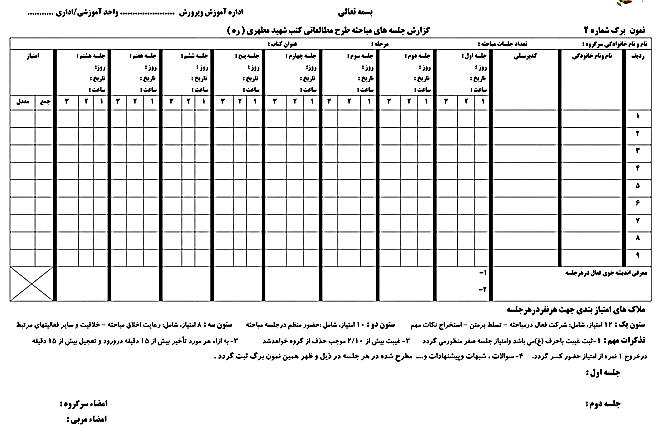 بسمه تعالی
اداره آموزش وپرورش ...................... واحد آموزشی/اداری ...........
نمون برگ شماره ۲
گزارش جلسه های مباحثه طرح مطالعاتی کتب شهید مطهری ( ره )
نام و نام خانوادگی سرگروه : تعداد جلسات مباحثه : مرحله : عنوان کتاب :
ردیف نام ونام خانوادگی کدپرسنلی جلسه اول : جلسه دوم : جلسه سوم : جلسه چهارم : جلسه پنج : جلسه ششم : جلسه هفتم : جلسه هشتم : امتیاز
روز : روز : روز : روز : روز : روز : روز : روز :
تاریخ : تاریخ : تاریخ : تاریخ : تاریخ : تاریخ : تاریخ : تاریخ :
ساعت : ساعت : ساعت : ساعت : ساعت : ساعت : ساعت : ساعت :
۱ ۲ ۳ ۱ ۲ ۳ ۱ ۲ ۳ ۱ ۲ ۳ ۱ ۲ ۳ ۱ ۲ ۳ ۱ ۲ ۳ ۱ ۲ ۳ جمع معدل
۱
۲
۳
۴
۵
۶
۷
۸
۹
معرفی اندیشه جوی فعال در هرجلسه ۱-
۲-
ملاک های امتیاز بندی جهت هرنفردرهرجلسه
ستون یک : ۱۲ امتیاز، شامل: شرکت فعال درمباحثه - تسلط برمتن - استخراج نکات مهم ستون دو : ۱۰ امتیاز، شامل :حضور منظم درجلسه مباحثه ستون سه : ۸ امتیاز، شامل: رعایت اخلاق مباحثه - خلاقیت و سایر فعالیتهای مرتبط
تذکرات مهم : ۱-ثبت غیبت باحرف (غ)می باشد وامتیاز جلسه صفر منظورمی گردد ۲- غیبت بیش از ۲/۱۰ موجب حذف از گروه خواهدشد ۳- به ازاء هر مورد تأخیر بیش از ۱۵ دقیقه درورود و تعجیل بیش از ۱۵ دقیقه
درخروج ۱ نمره از امتیاز حضور کسر گردد. ۴- سوالات ، شبهات وپیشنهادات و.... مطرح شده در هر جلسه در ذیل و ظهر همین نمون برگ ثبت گردد .
جلسه اول :
جلسه دوم :
امضاء سرگروه :
امضاء مربی :